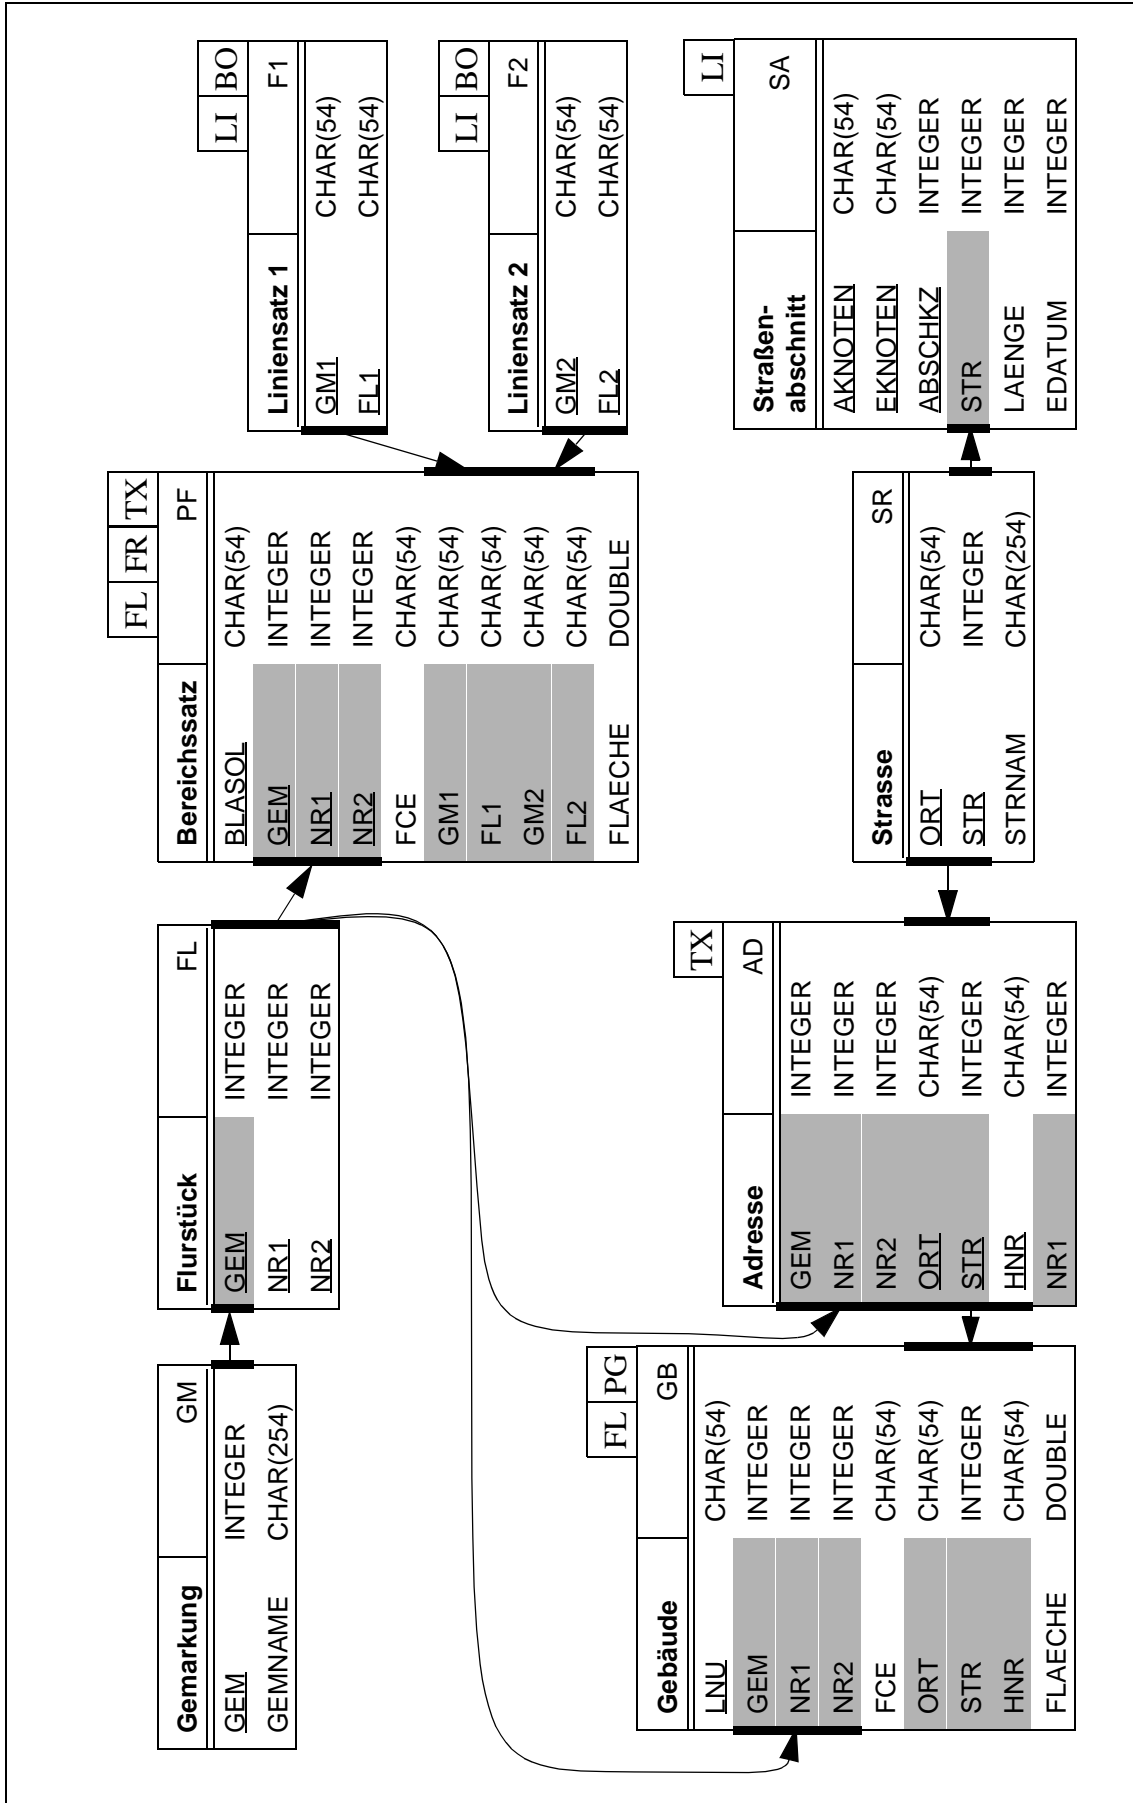 Gemarkung GM
GEM INTEGER
GEMNAME CHAR(254)
Flurstück FL
GEM INTEGER
NR1 INTEGER
NR2 INTEGER
FL FR TX
Bereichssatz PF
BLASOL CHAR(54)
GEM INTEGER
NR1 INTEGER
NR2 INTEGER
FCE CHAR(54)
GM1 CHAR(54)
FL1 CHAR(54)
GM2 CHAR(54)
FL2 CHAR(54)
FLAECHE DOUBLE
LI BO
Liniensatz 1 F1
GM1 CHAR(54)
FL1 CHAR(54)
LI BO
Liniensatz 2 F2
GM2 CHAR(54)
FL2 CHAR(54)
FL PG
Gebäude GB
LNU CHAR(54)
GEM INTEGER
NR1 INTEGER
NR2 INTEGER
FCE CHAR(54)
ORT CHAR(54)
STR INTEGER
HNR CHAR(54)
FLAECHE DOUBLE
TX
Adresse AD
GEM INTEGER
NR1 INTEGER
NR2 INTEGER
ORT CHAR(54)
STR INTEGER
HNR CHAR(54)
NR1 INTEGER
Strasse SR
ORT CHAR(54)
STR INTEGER
STRNAM CHAR(254)
LI
Straßen- SA
abschnitt
AKNOTEN CHAR(54)
EKNOTEN CHAR(54)
ABSCHKZ INTEGER
STR INTEGER
LAENGE INTEGER
EDATUM INTEGER